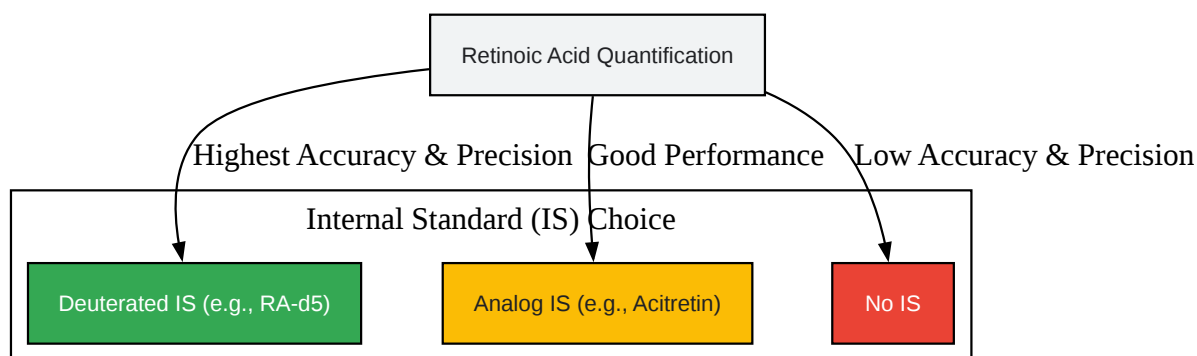 Retinoic Acid Quantification
Highest Accuracy & Precision
Good Performance
Low Accuracy & Precision
Internal Standard (IS) Choice
Deuterated IS (e.g., RA-d5)
Analog IS (e.g., Acitretin)
No IS